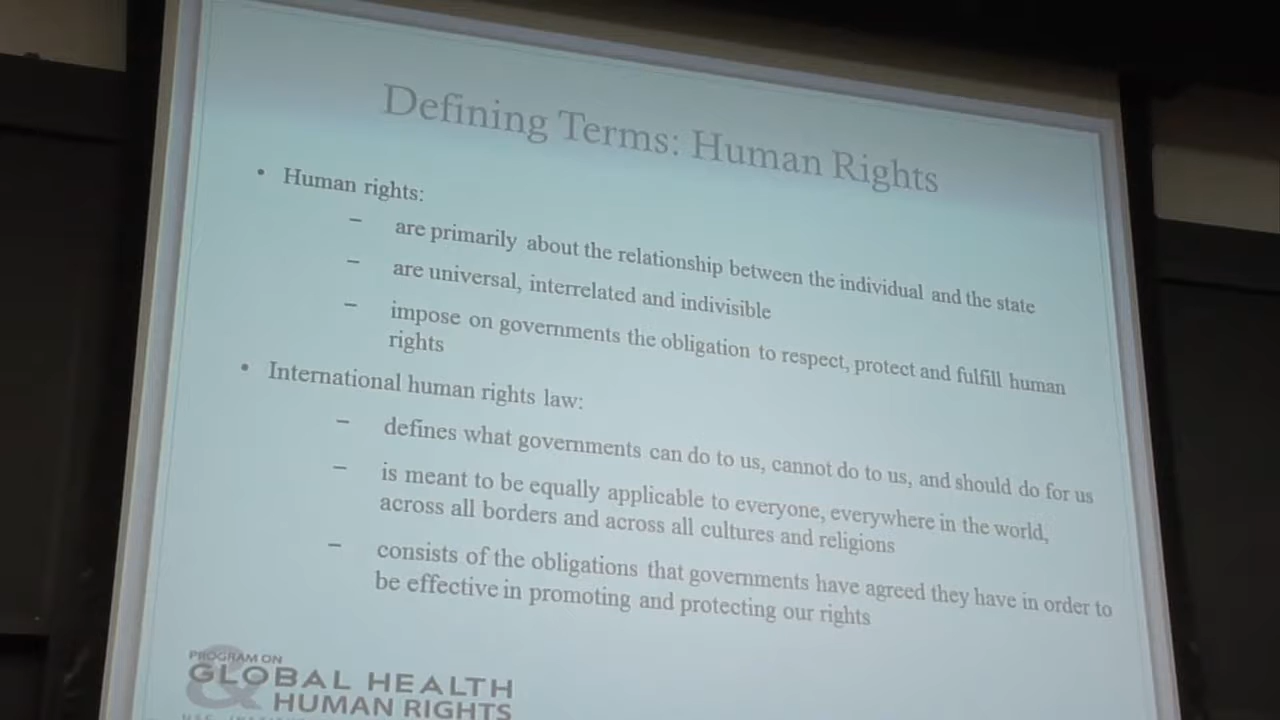 Defining Terms: Human Rights
• Human rights:
– are primarily about the relationship between the individual and the state
– are universal, interrelated and indivisible
– impose on governments the obligation to respect, protect and fulfill human
rights
• International human rights law:
– defines what governments can do to us, cannot do to us, and should do for us
– is meant to be equally applicable to everyone, everywhere in the world,
across all borders and across all cultures and religions
– consists of the obligations that governments have agreed they have in order to
be effective in promoting and protecting our rights
PROGRAM ON
GLOBAL HEALTH
& HUMAN RIGHTS